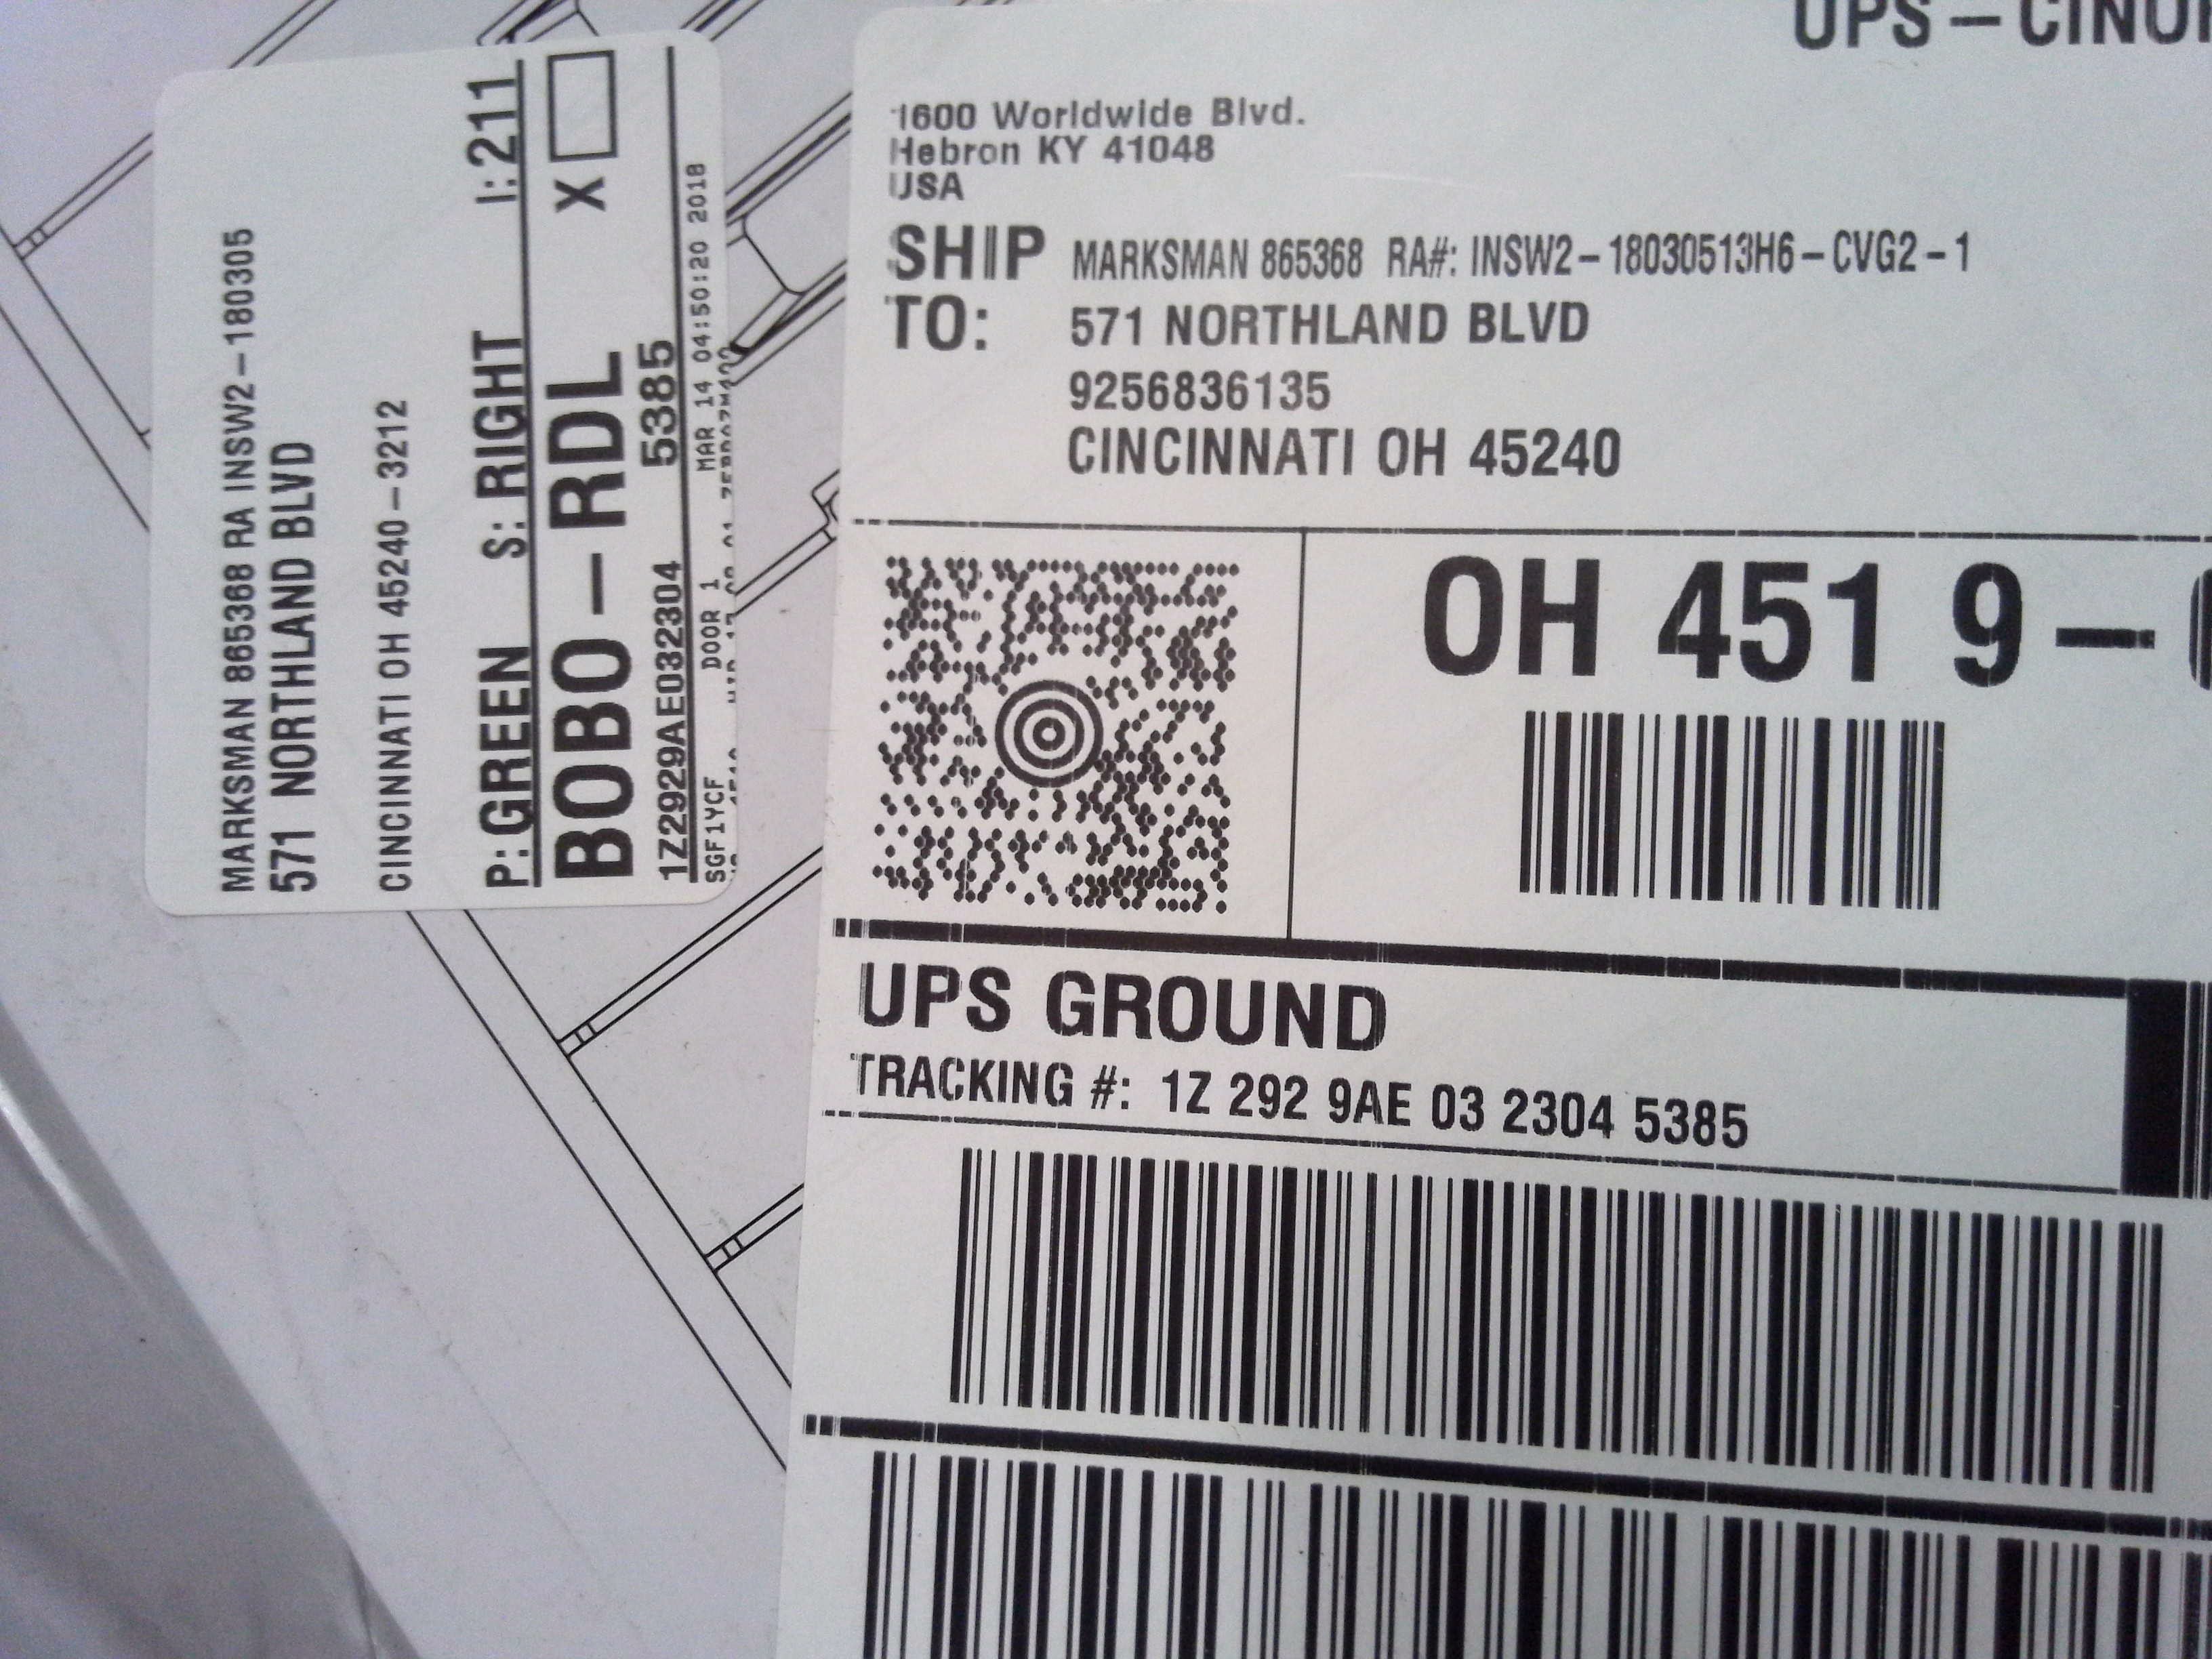 MARKSMAN 865368 RA INSW2-180305
571 NORTHLAND BLVD
CINCINNATI OH 45240-3212
P: GREEN S: RIGHT I: 211
BOBO-RDL X
1Z2929AE032304 5385
SGF1YCF DOOR 1 MAR 14 04:50:20 2018
UPS-
1600 Worldwide Blvd.
Hebron KY 41048
USA
SHIP MARKSMAN 865368 RA#: INSW2-18030513H6-CVG2-1
TO: 571 NORTHLAND BLVD
9256836135
CINCINNATI OH 45240
OH 451 9-
UPS GROUND
TRACKING #: 1Z 292 9AE 03 2304 5385